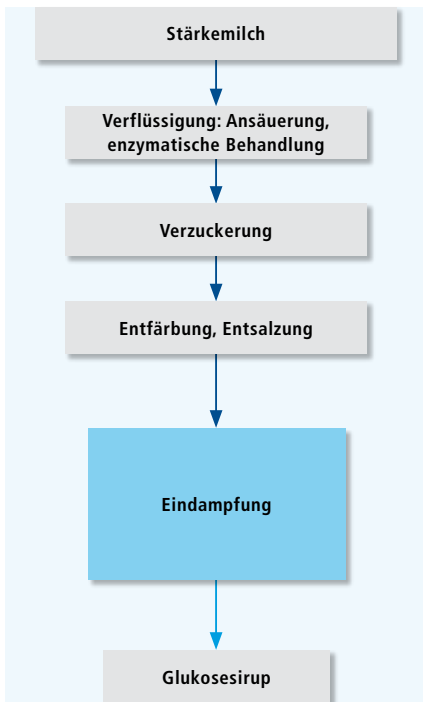 Stärkemilch
Verflüssigung: Ansäuerung,
enzymatische Behandlung
Verzuckerung
Entfärbung, Entsalzung
Eindampfung
Glukosesirup